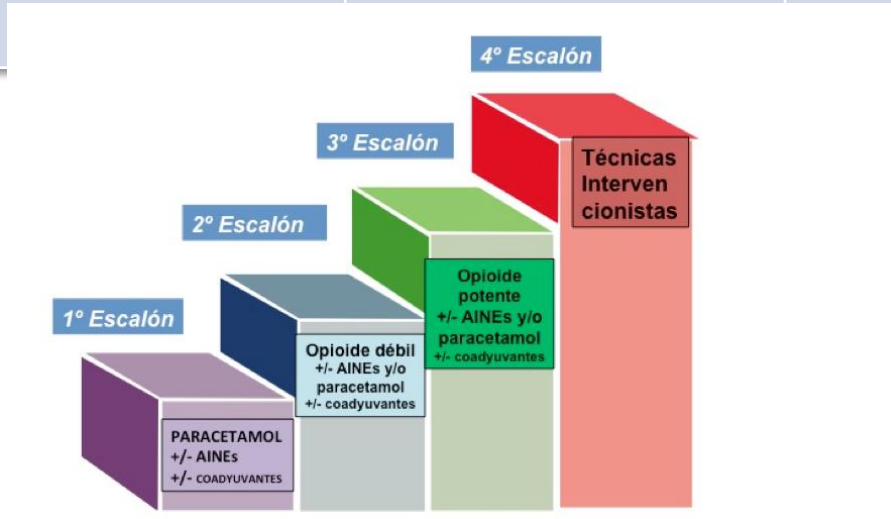 4º Escalón
3º Escalón
2º Escalón
1º Escalón
Técnicas
Interven
cionistas
Opioide
potente
+/- AINEs y/o
paracetamol
+/- coadyuvantes
Opioide débil
+/- AINEs y/o
paracetamol
+/- coadyuvantes
PARACETAMOL
+/- AINEs
+/- COADYUVANTES